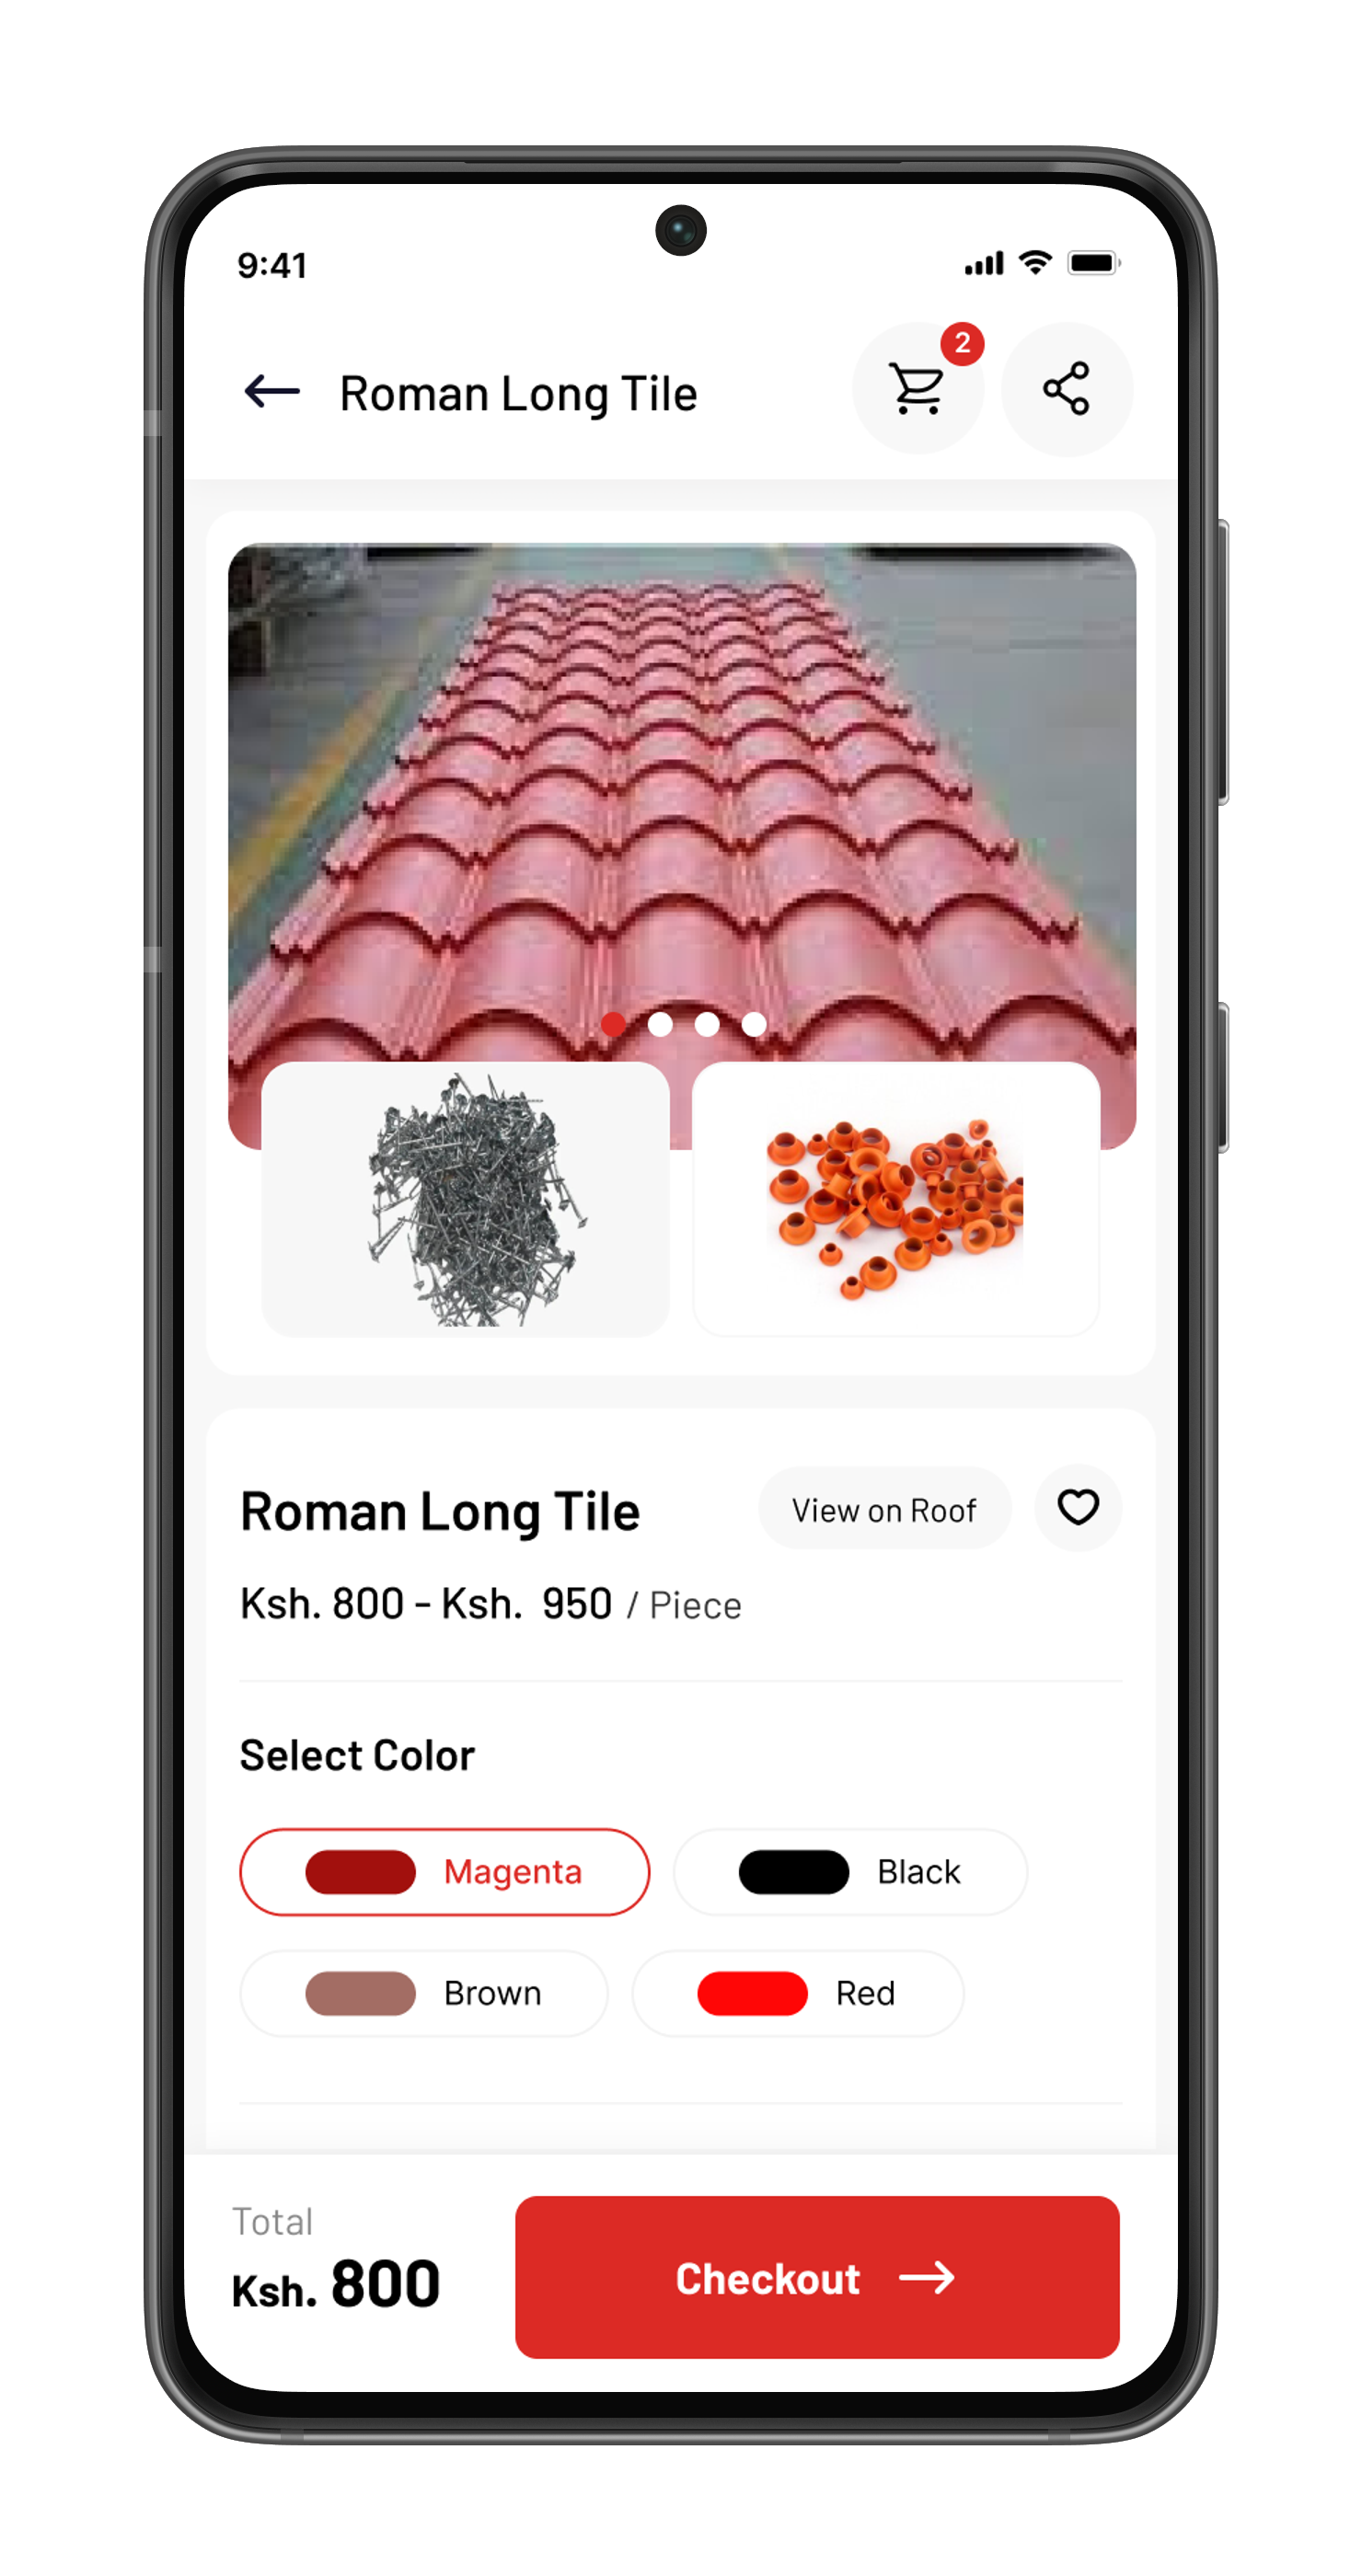 9:41
2
Roman Long Tile
Roman Long Tile
View on Roof
Ksh. 800 - Ksh.  950 / Piece
Select Color
Magenta
Black
Brown
Red
Total
Ksh. 800
Checkout